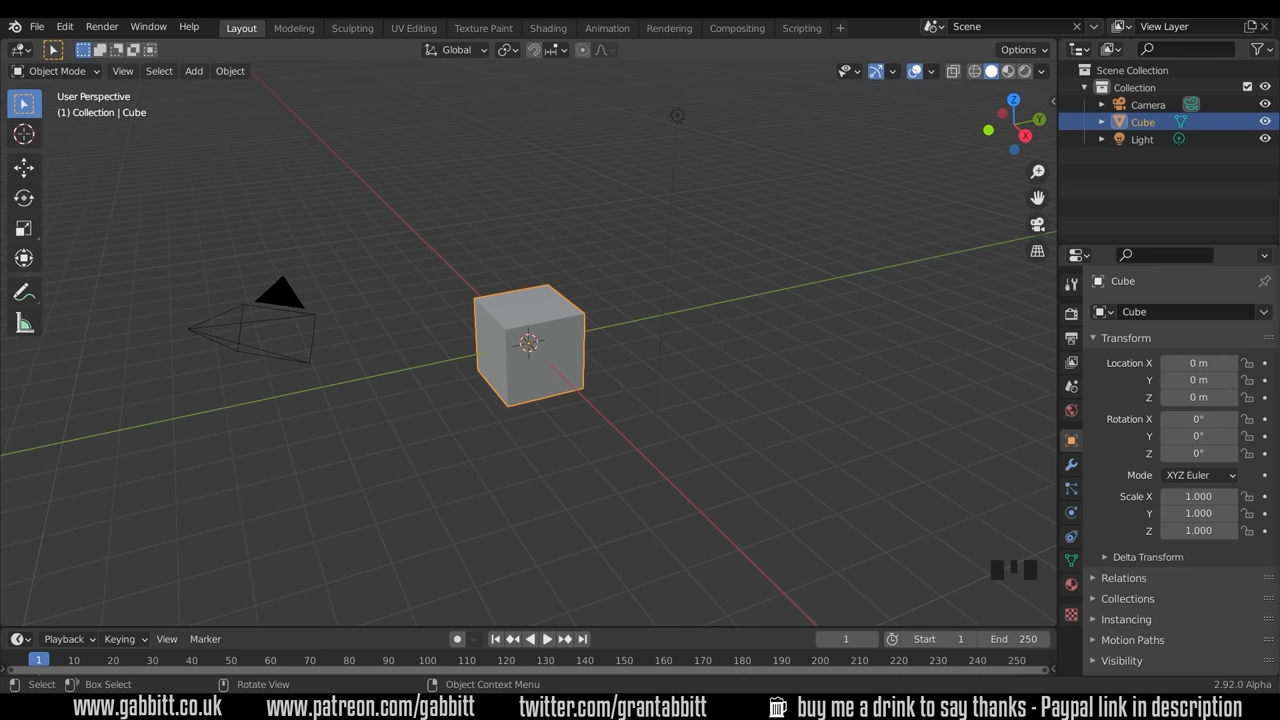 File Edit Render Window Help Layout Modeling Sculpting UV Editing Texture Paint Shading Animation Rendering Compositing Scripting + Scene View Layer
Global Options
Object Mode View Select Add Object
User Perspective
(1) Collection | Cube
Z
Y
X
Scene Collection
Collection
Camera
Cube
Light
Cube
Cube
Transform
Location X 0 m
Y 0 m
Z 0 m
Rotation X 0°
Y 0°
Z 0°
Mode XYZ Euler
Scale X 1.000
Y 1.000
Z 1.000
Delta Transform
Relations
Collections
Instancing
Motion Paths
Visibility
Playback Keying View Marker 1 Start 1 End 250
1 10 20 30 40 50 60 70 80 90 100 110 120 130 140 150 160 170 180 190 200 210 220 230 240 250
Select Box Select Rotate View Object Context Menu 2.92.0 Alpha
www.gabbitt.co.uk www.patreon.com/gabbitt twitter.com/grantabbitt buy me a drink to say thanks - Paypal link in description